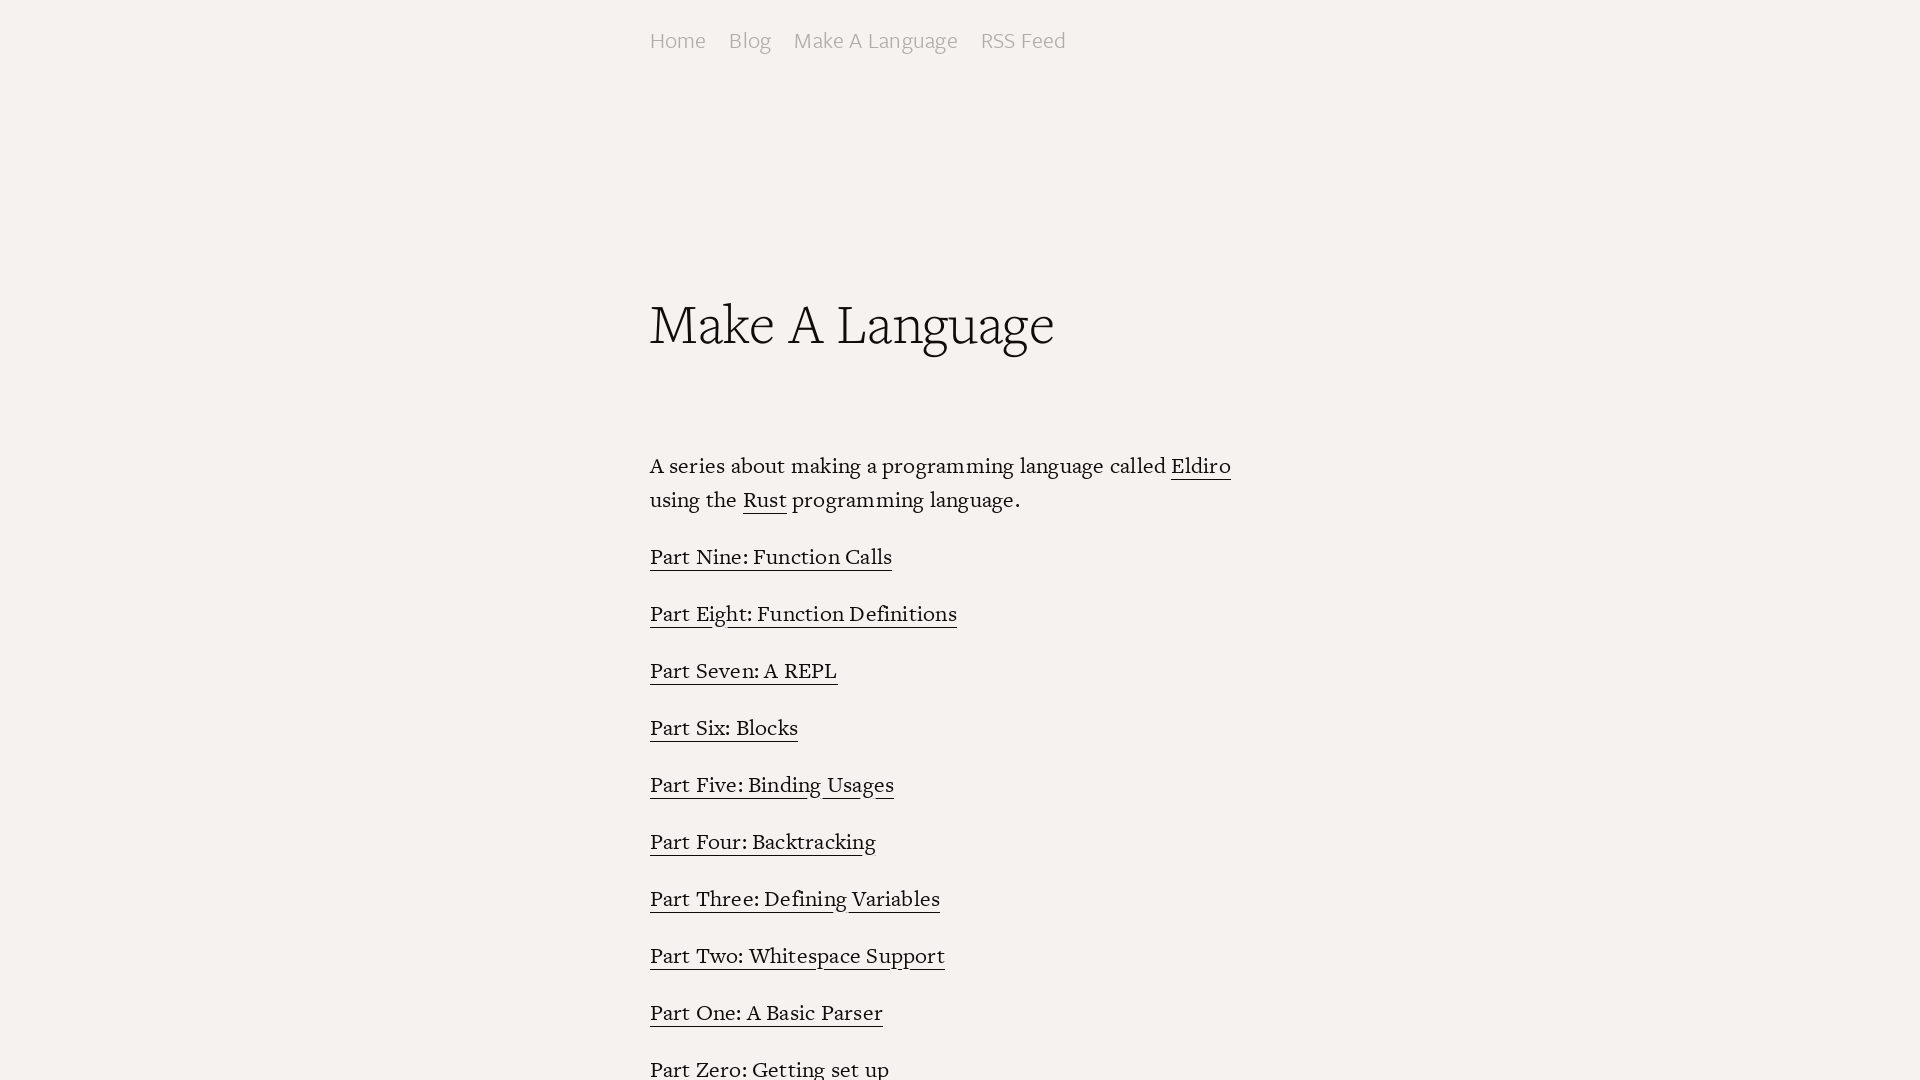 Home Blog Make A Language RSS Feed
Make A Language
A series about making a programming language called Eldiro
using the Rust programming language.
Part Nine: Function Calls
Part Eight: Function Definitions
Part Seven: A REPL
Part Six: Blocks
Part Five: Binding Usages
Part Four: Backtracking
Part Three: Defining Variables
Part Two: Whitespace Support
Part One: A Basic Parser
Part Zero: Getting set up